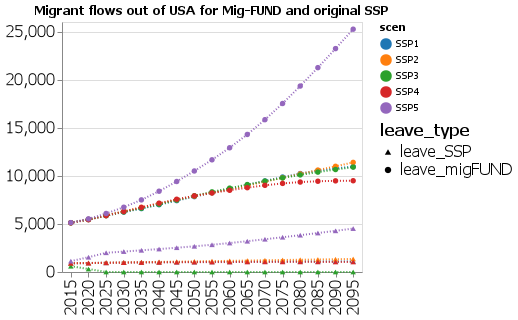 Migrant flows out of USA for Mig-FUND and original SSP
25,000
20,000
15,000
10,000
5,000
0
2015
2020
2025
2030
2035
2040
2045
2050
2055
2060
2065
2070
2075
2080
2085
2090
2095
scen
SSP1
SSP2
SSP3
SSP4
SSP5
leave_type
leave_SSP
leave_migFUND